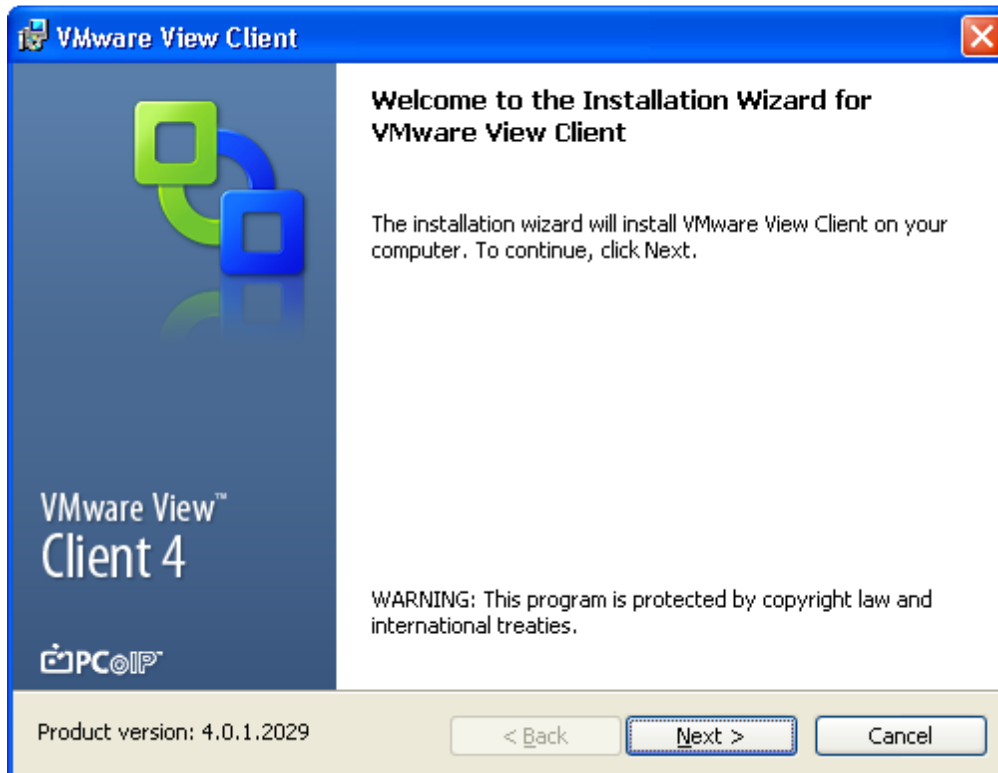 VMware View Client
Welcome to the Installation Wizard for
VMware View Client
The installation wizard will install VMware View Client on your
computer. To continue, click Next.
VMware View™
Client 4
WARNING: This program is protected by copyright law and
international treaties.
PCoIP™
Product version: 4.0.1.2029
< Back
Next >
Cancel